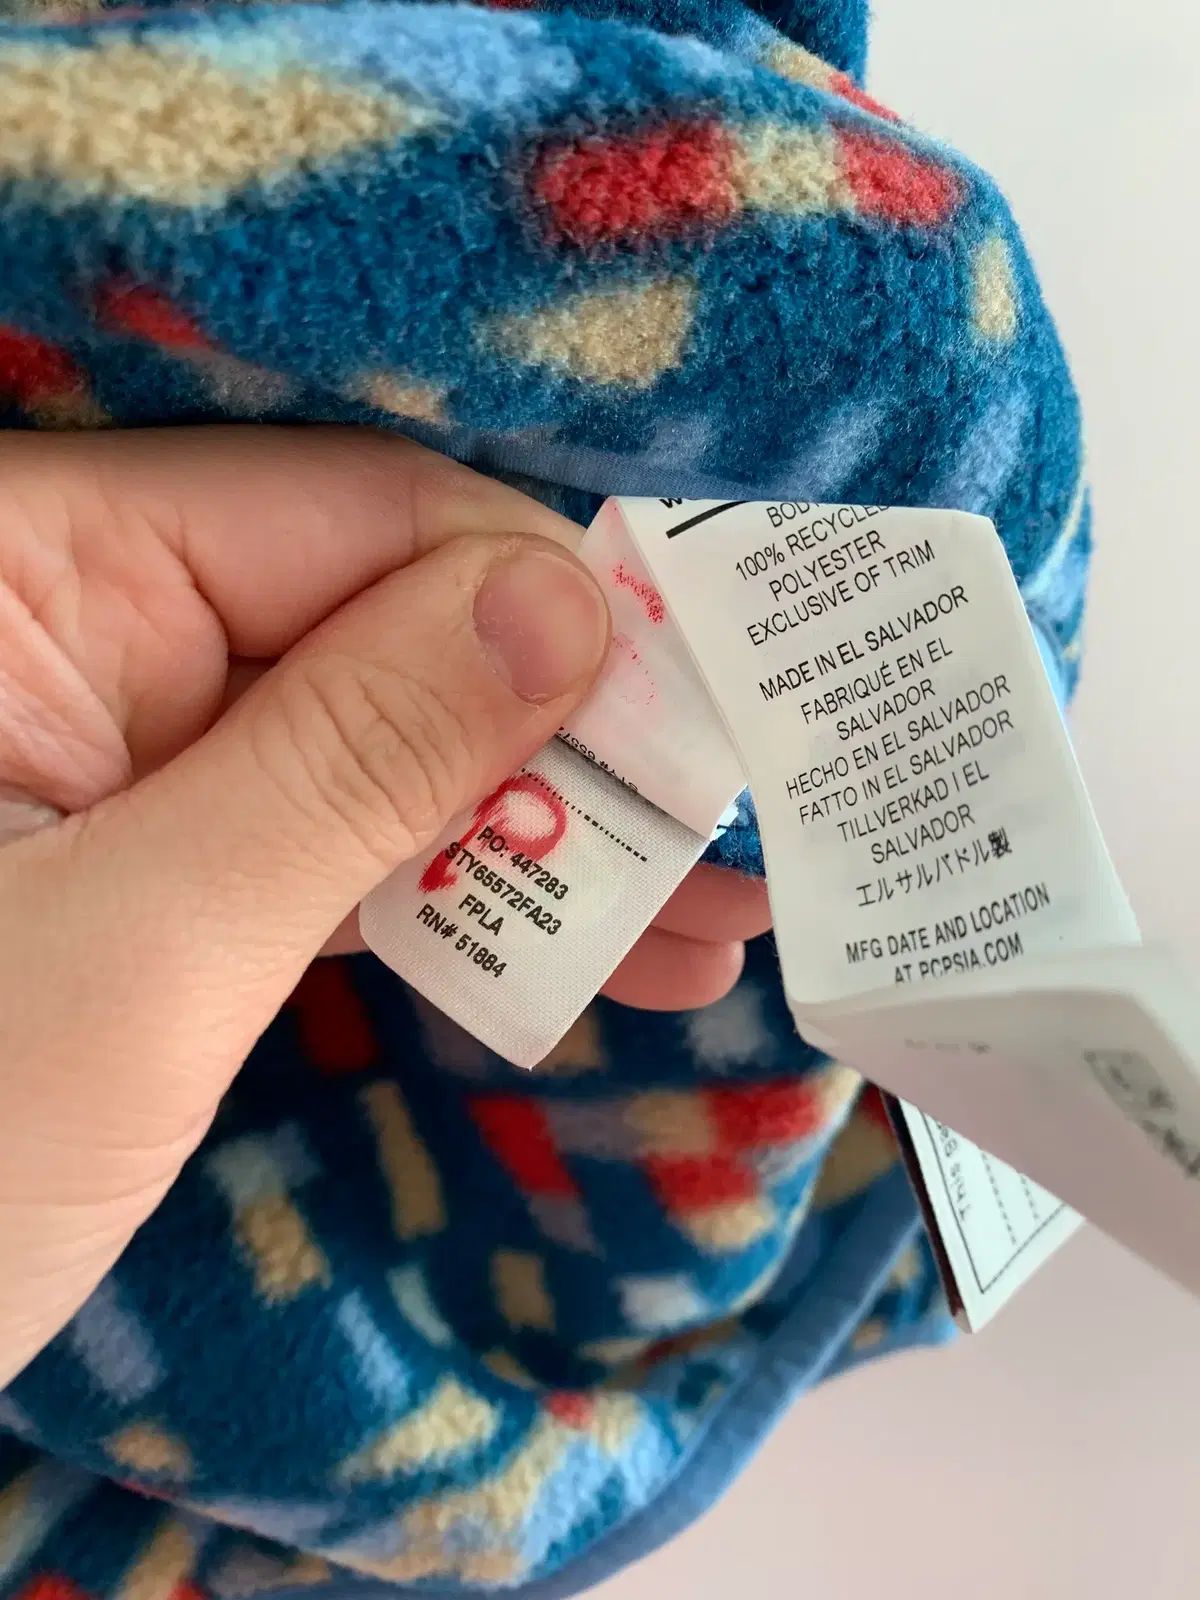 100% RECYCLED
POLYESTER
EXCLUSIVE OF TRIM
MADE IN EL SALVADOR
FABRIQUÉ EN EL
SALVADOR
HECHO EN EL SALVADOR
FATTO IN EL SALVADOR
TILLVERKAD I EL
SALVADOR
エルサルバドル製
MFG DATE AND LOCATION
AT PCPSIA.COM
P
PO: 447283
STY65572FA23
FPLA
RN# 51884
This